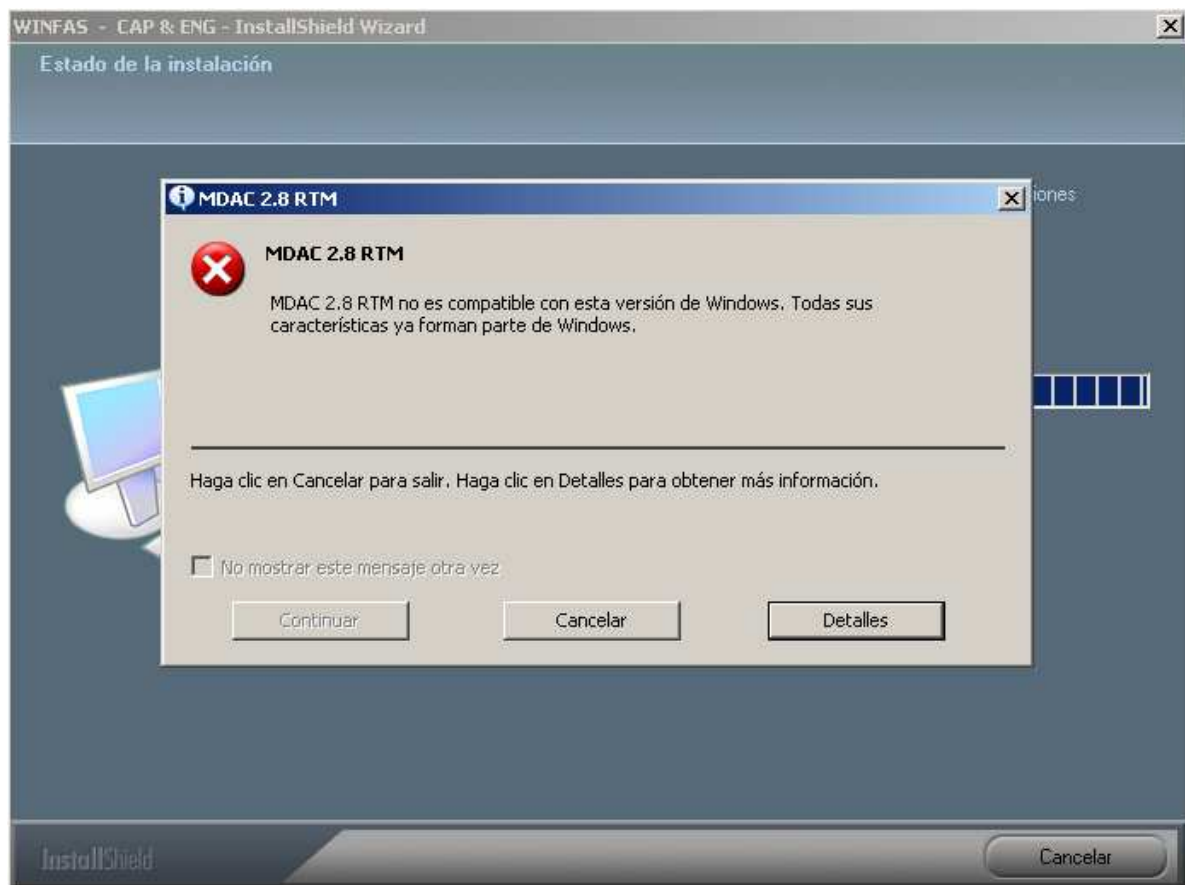 WINFAS - CAP & ENG - InstallShield Wizard
Estado de la instalación
iones
MDAC 2.8 RTM
MDAC 2.8 RTM
MDAC 2.8 RTM no es compatible con esta versión de Windows. Todas sus
características ya forman parte de Windows.
Haga clic en Cancelar para salir. Haga clic en Detalles para obtener más información.
No mostrar este mensaje otra vez
Continuar
Cancelar
Detalles
InstallShield
Cancelar